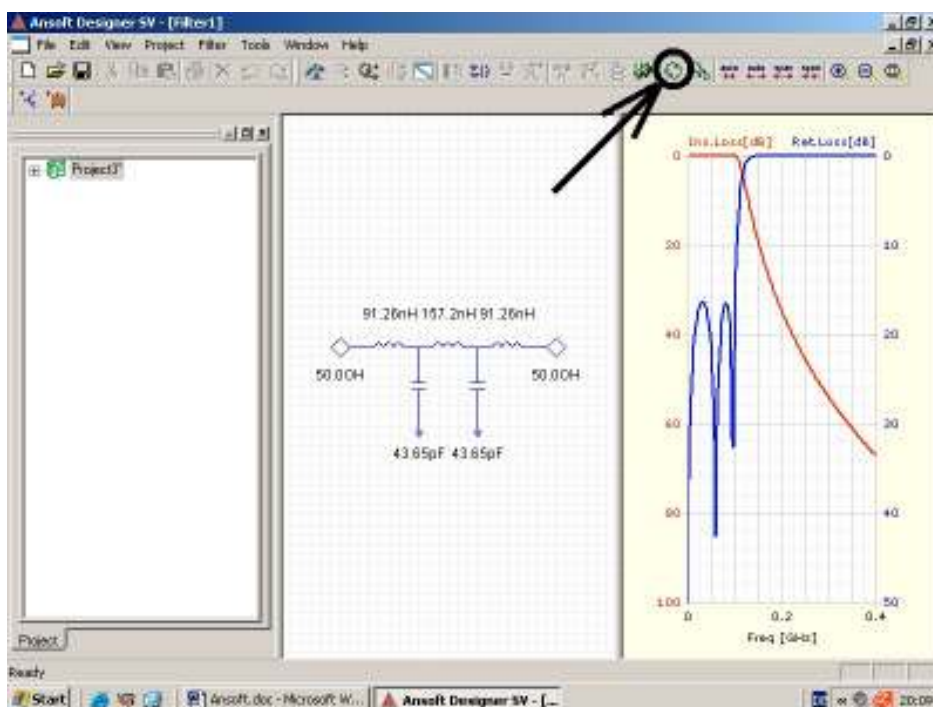 Ansoft Designer SV - [Filter1]
File Edit View Project Filter Tools Window Help
Project3*
Project
91.26nH 157.2nH 91.26nH
50.0OH 50.0OH
43.65pF 43.65pF
Ins.Loss[dB] Ret.Loss[dB]
0 0
20 10
40 20
60 30
80 40
100 50
0 0.2 0.4
Freq [GHz]
Ready
Start Ansoft.doc - Microsoft W... Ansoft Designer SV - [... 20:09